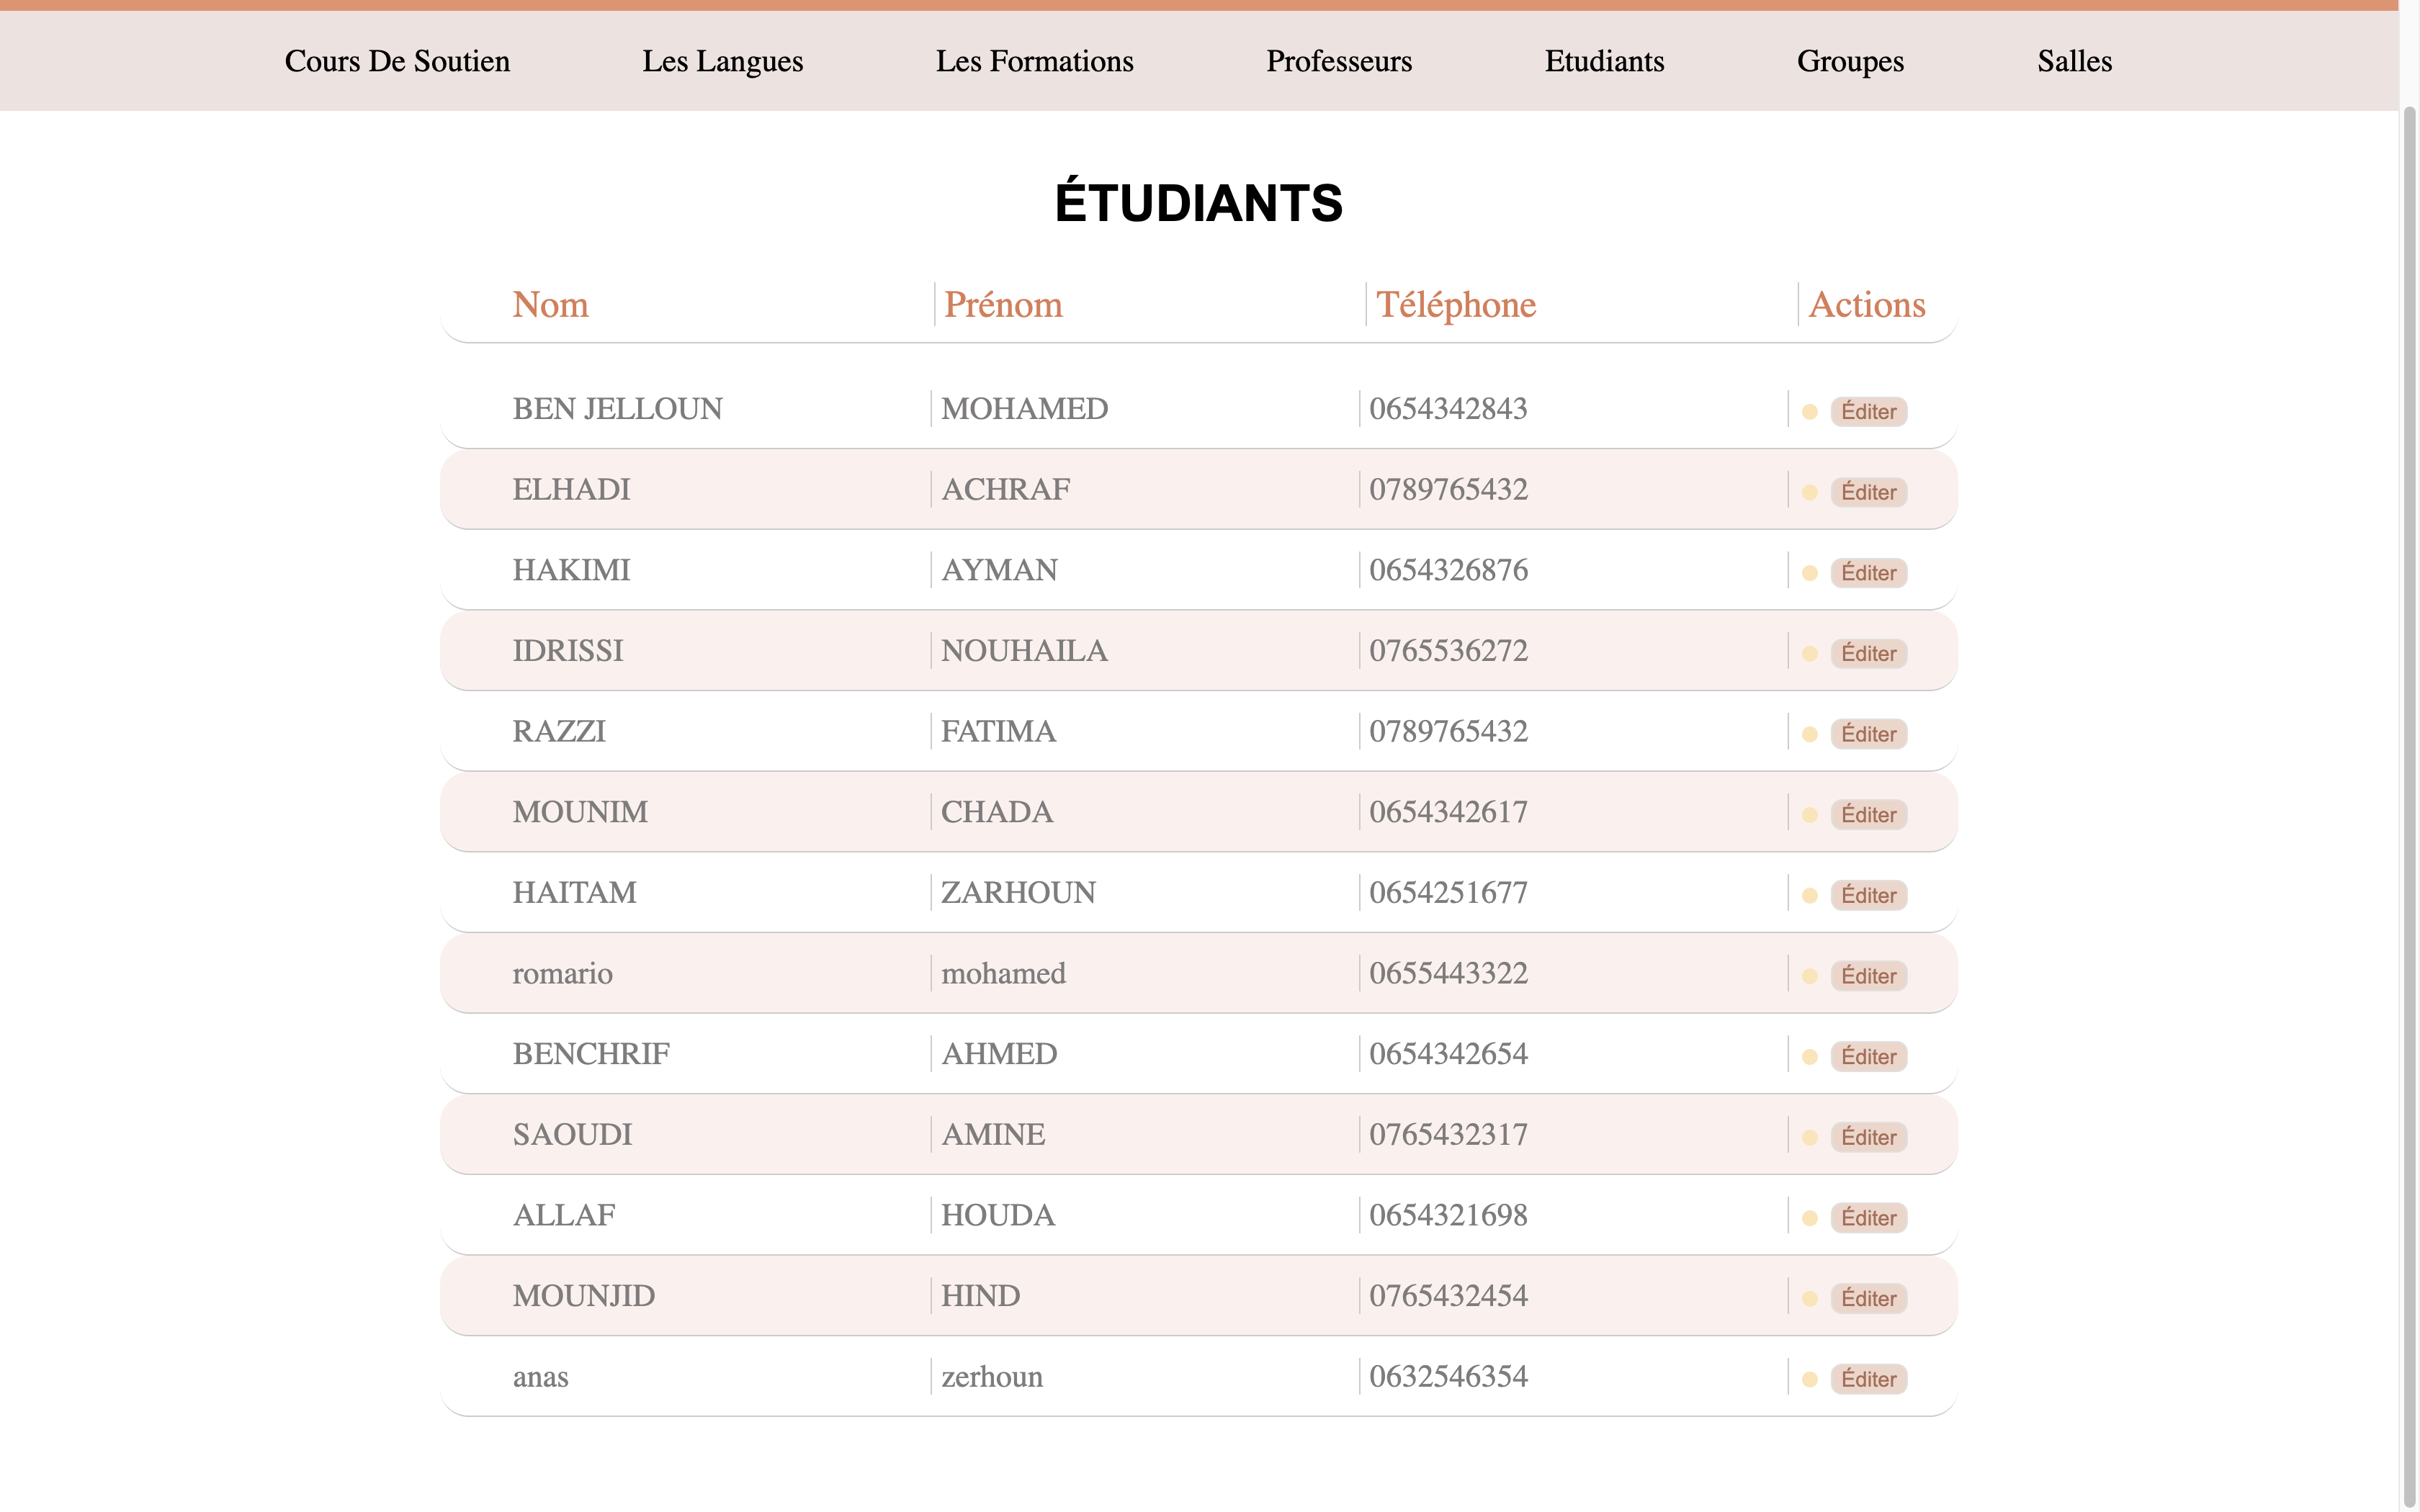 Cours De Soutien Les Langues Les Formations Professeurs Etudiants Groupes Salles
ÉTUDIANTS
Nom Prénom Téléphone Actions
BEN JELLOUN MOHAMED 0654342843 Éditer
ELHADI ACHRAF 0789765432 Éditer
HAKIMI AYMAN 0654326876 Éditer
IDRISSI NOUHAILA 0765536272 Éditer
RAZZI FATIMA 0789765432 Éditer
MOUNIM CHADA 0654342617 Éditer
HAITAM ZARHOUN 0654251677 Éditer
romario mohamed 0655443322 Éditer
BENCHRIF AHMED 0654342654 Éditer
SAOUDI AMINE 0765432317 Éditer
ALLAF HOUDA 0654321698 Éditer
MOUNJID HIND 0765432454 Éditer
anas zerhoun 0632546354 Éditer